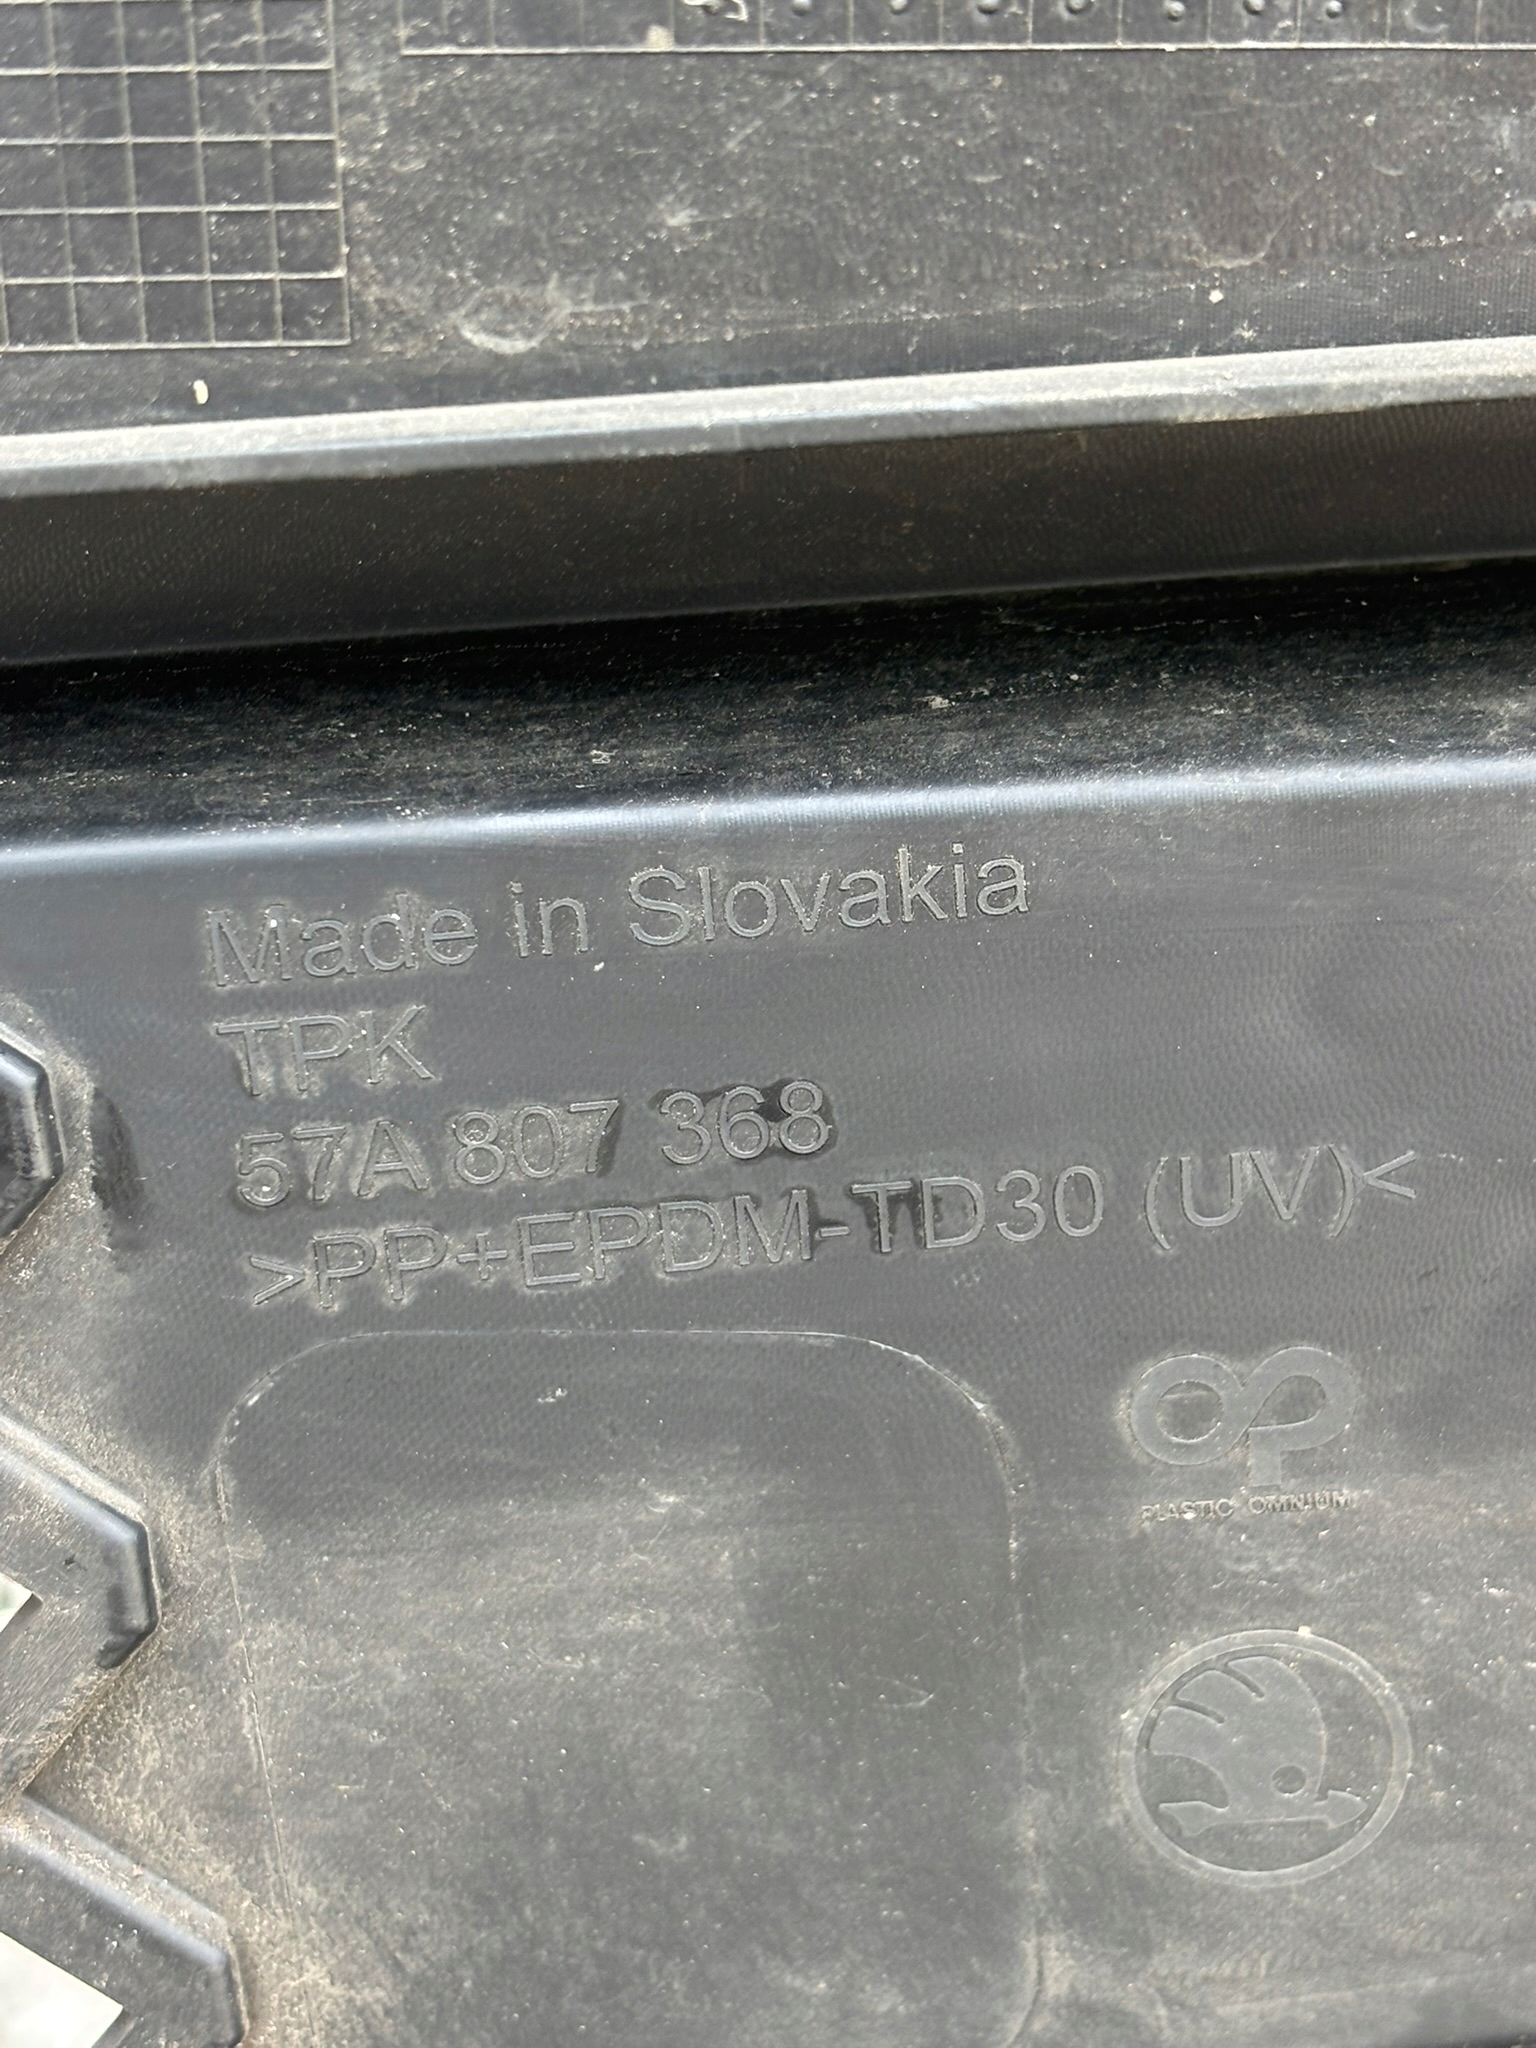 Made in Slovakia
TPK
57A 807 368
>PP+EPDM-TD30 (UV)<
PLASTIC OMNIUM